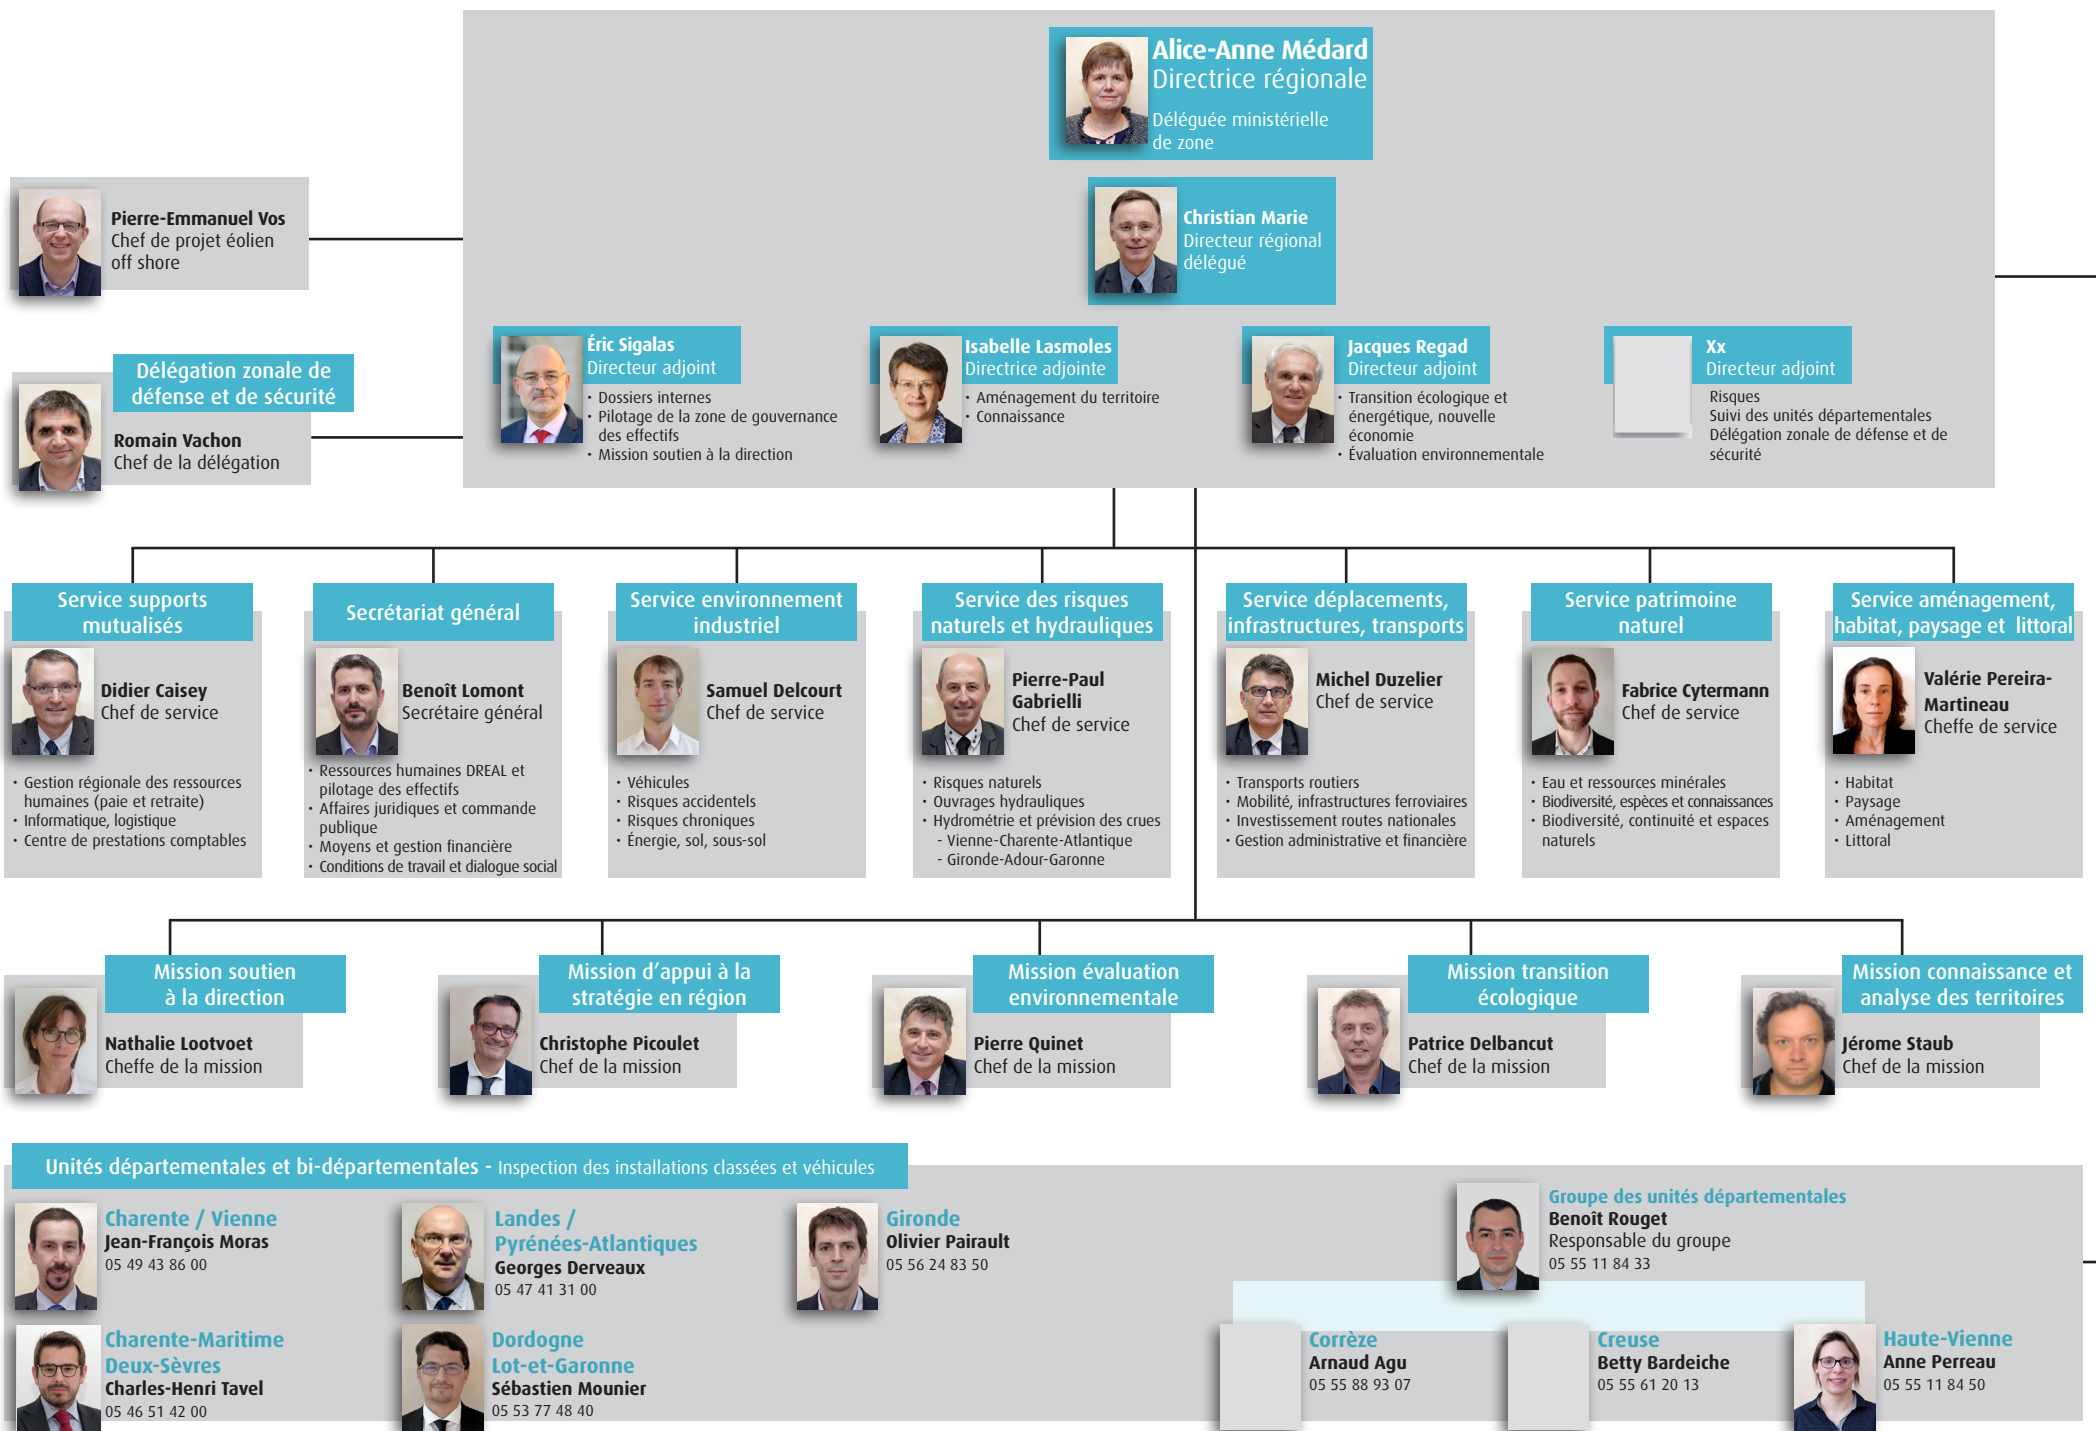 Alice-Anne Médard
Directrice régionale
Déléguée ministérielle
de zone
Christian Marie
Directeur régional
délégué
Pierre-Emmanuel Vos
Chef de projet éolien
off shore
Délégation zonale de
défense et de sécurité
Romain Vachon
Chef de la délégation
Éric Sigalas
Directeur adjoint
• Dossiers internes
• Pilotage de la zone de gouvernance
des effectifs
• Mission soutien à la direction
Isabelle Lasmoles
Directrice adjointe
• Aménagement du territoire
• Connaissance
Jacques Regad
Directeur adjoint
• Transition écologique et
énergétique, nouvelle
économie
• Évaluation environnementale
Xx
Directeur adjoint
Risques
Suivi des unités départementales
Délégation zonale de défense et de
sécurité
Service supports
mutualisés
Didier Caisey
Chef de service
• Gestion régionale des ressources
humaines (paie et retraite)
• Informatique, logistique
• Centre de prestations comptables
Secrétariat général
Benoît Lomont
Secrétaire général
• Ressources humaines DREAL et
pilotage des effectifs
• Affaires juridiques et commande
publique
• Moyens et gestion financière
• Conditions de travail et dialogue social
Service environnement
industriel
Samuel Delcourt
Chef de service
• Véhicules
• Risques accidentels
• Risques chroniques
• Énergie, sol, sous-sol
Service des risques
naturels et hydrauliques
Pierre-Paul
Gabrielli
Chef de service
• Risques naturels
• Ouvrages hydrauliques
• Hydrométrie et prévision des crues
- Vienne-Charente-Atlantique
- Gironde-Adour-Garonne
Service déplacements,
infrastructures, transports
Michel Duzelier
Chef de service
• Transports routiers
• Mobilité, infrastructures ferroviaires
• Investissement routes nationales
• Gestion administrative et financière
Service patrimoine
naturel
Fabrice Cytermann
Chef de service
• Eau et ressources minérales
• Biodiversité, espèces et connaissances
• Biodiversité, continuité et espaces
naturels
Service aménagement,
habitat, paysage et littoral
Valérie Pereira-
Martineau
Cheffe de service
• Habitat
• Paysage
• Aménagement
• Littoral
Mission soutien
à la direction
Nathalie Lootvoet
Cheffe de la mission
Mission d’appui à la
stratégie en région
Christophe Picoulet
Chef de la mission
Mission évaluation
environnementale
Pierre Quinet
Chef de la mission
Mission transition
écologique
Patrice Delbancut
Chef de la mission
Mission connaissance et
analyse des territoires
Jérome Staub
Chef de la mission
Unités départementales et bi-départementales - Inspection des installations classées et véhicules
Charente / Vienne
Jean-François Moras
05 49 43 86 00
Landes /
Pyrénées-Atlantiques
Georges Derveaux
05 47 41 31 00
Gironde
Olivier Pairault
05 56 24 83 50
Groupe des unités départementales
Benoît Rouget
Responsable du groupe
05 55 11 84 33
Charente-Maritime
Deux-Sèvres
Charles-Henri Tavel
05 46 51 42 00
Dordogne
Lot-et-Garonne
Sébastien Mounier
05 53 77 48 40
Corrèze
Arnaud Agu
05 55 88 93 07
Creuse
Betty Bardeiche
05 55 61 20 13
Haute-Vienne
Anne Perreau
05 55 11 84 50